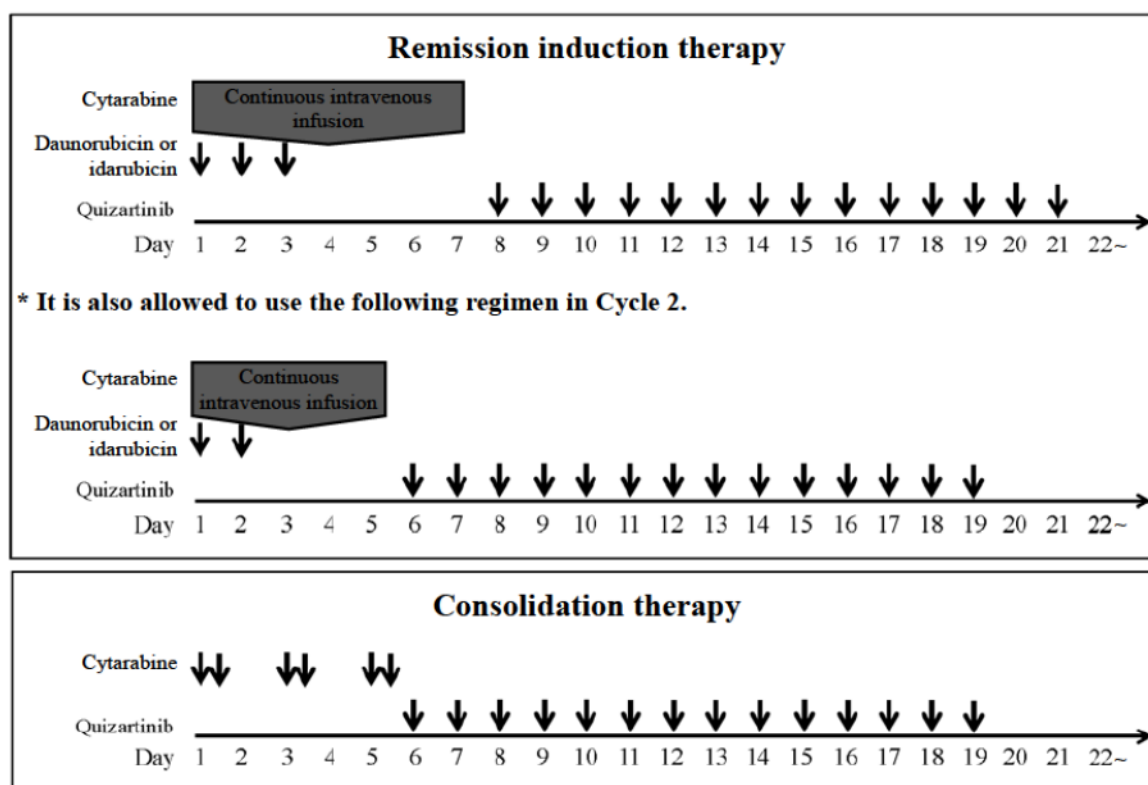 Remission induction therapy
Cytarabine
Continuous intravenous
infusion
Daunorubicin or
idarubicin
Quizartinib
Day 1 2 3 4 5 6 7 8 9 10 11 12 13 14 15 16 17 18 19 20 21 22~
* It is also allowed to use the following regimen in Cycle 2.
Cytarabine
Continuous
intravenous infusion
Daunorubicin or
idarubicin
Quizartinib
Day 1 2 3 4 5 6 7 8 9 10 11 12 13 14 15 16 17 18 19 20 21 22~
Consolidation therapy
Cytarabine
Quizartinib
Day 1 2 3 4 5 6 7 8 9 10 11 12 13 14 15 16 17 18 19 20 21 22~